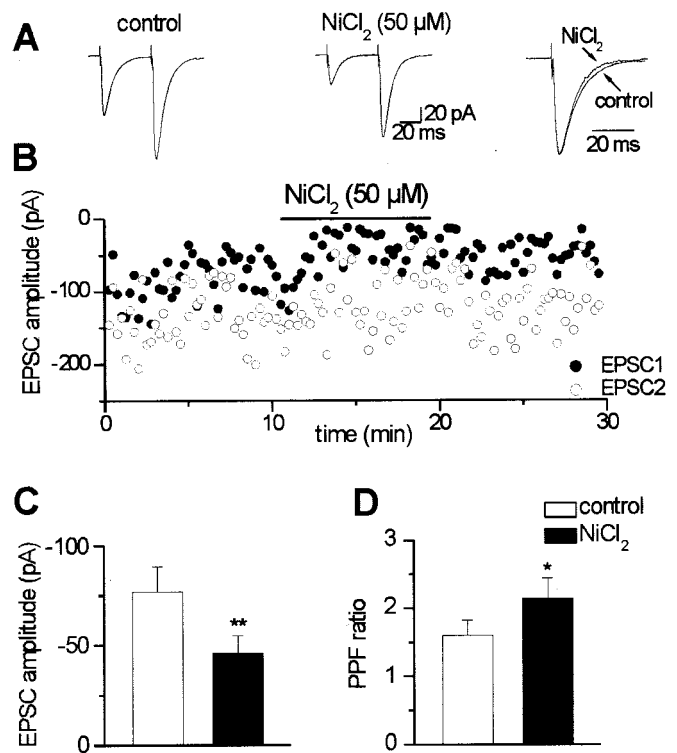 A
control
NiCl2 (50 µM)
NiCl2
control
20 pA
20 ms
20 ms
B
NiCl2 (50 µM)
EPSC amplitude (pA)
0
-100
-200
EPSC1
EPSC2
0
10
20
30
time (min)
C
EPSC amplitude (pA)
-100
-50
0
**
D
control
NiCl2
PPF ratio
3
2
1
0
*